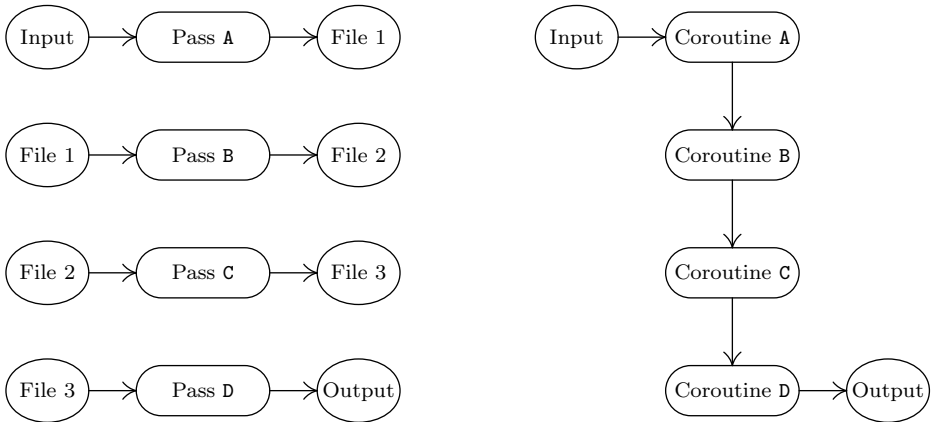 Input Pass A File 1
File 1 Pass B File 2
File 2 Pass C File 3
File 3 Pass D Output
Input Coroutine A
Coroutine B
Coroutine C
Coroutine D Output